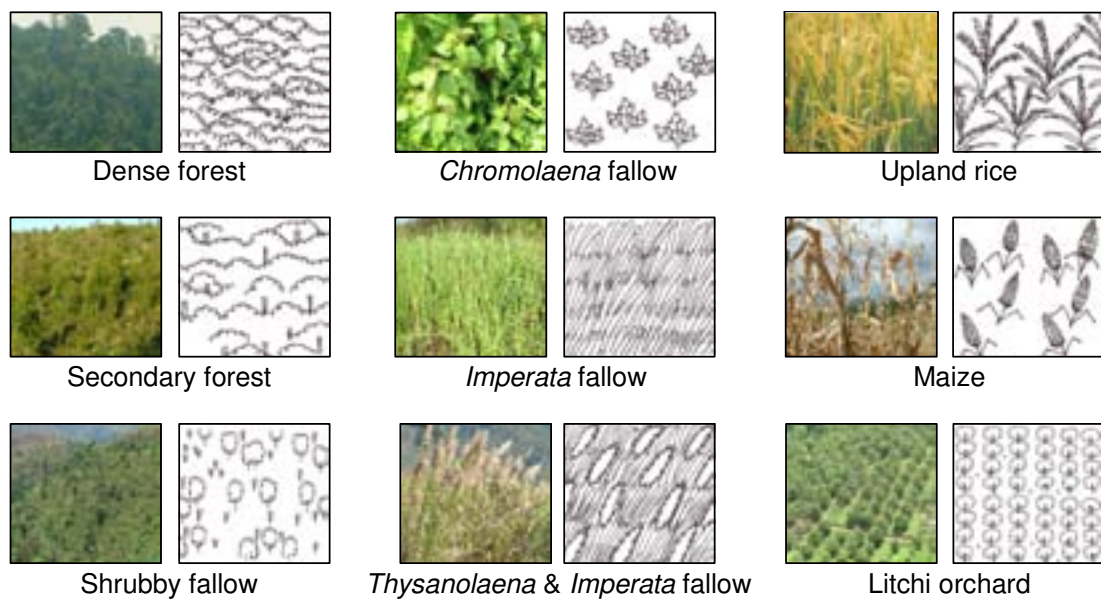 Dense forest
Chromolaena fallow
Upland rice
Secondary forest
Imperata fallow
Maize
Shrubby fallow
Thysanolaena & Imperata fallow
Litchi orchard